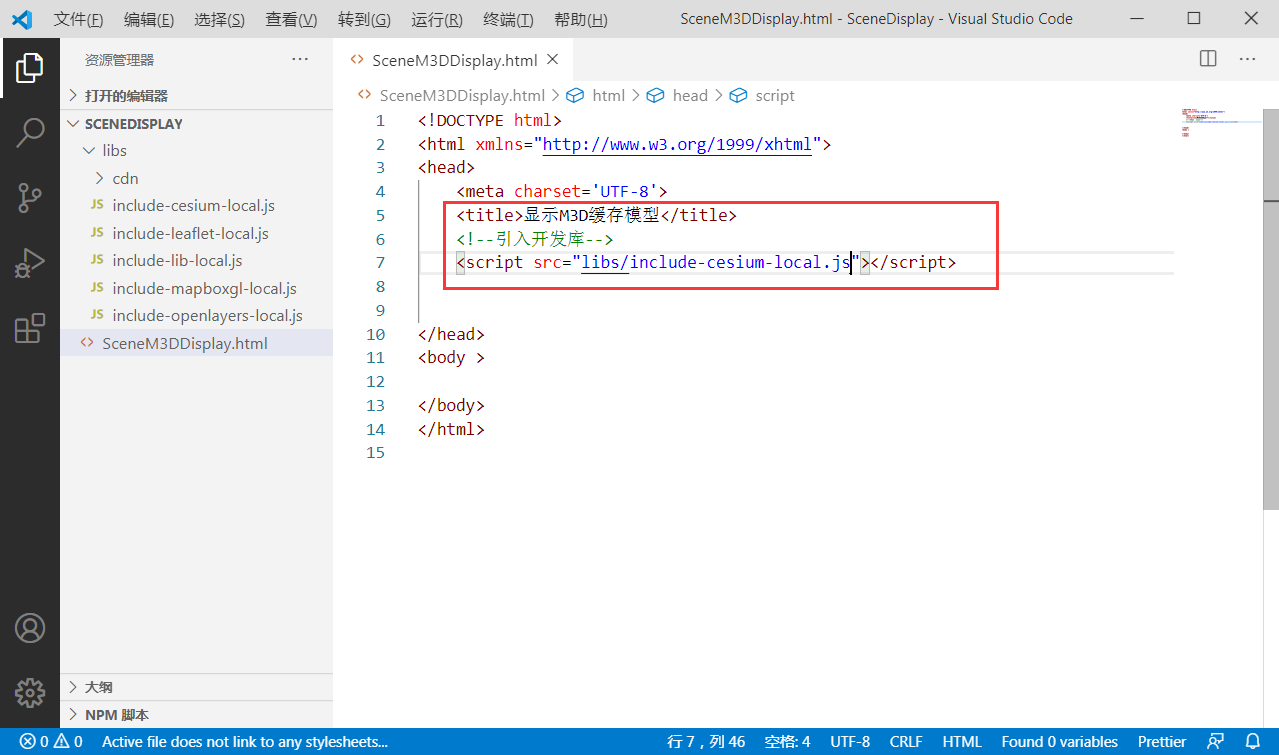 文件(F) 编辑(E) 选择(S) 查看(V) 转到(G) 运行(R) 终端(T) 帮助(H) SceneM3DDisplay.html - SceneDisplay - Visual Studio Code
资源管理器
打开的编辑器
SCENEDISPLAY
libs
cdn
JS include-cesium-local.js
JS include-leaflet-local.js
JS include-lib-local.js
JS include-mapboxgl-local.js
JS include-openlayers-local.js
<> SceneM3DDisplay.html
大纲
NPM 脚本
<> SceneM3DDisplay.html
<> SceneM3DDisplay.html > html > head > script
1 <!DOCTYPE html>
2 <html xmlns="http://www.w3.org/1999/xhtml">
3 <head>
4 <meta charset='UTF-8'>
5 <title>显示M3D缓存模型</title>
6 <!--引入开发库-->
7 <script src="libs/include-cesium-local.js"></script>
8
9
10 </head>
11 <body >
12
13 </body>
14 </html>
15
0 0 Active file does not link to any stylesheets... 行 7，列 46 空格: 4 UTF-8 CRLF HTML Found 0 variables Prettier